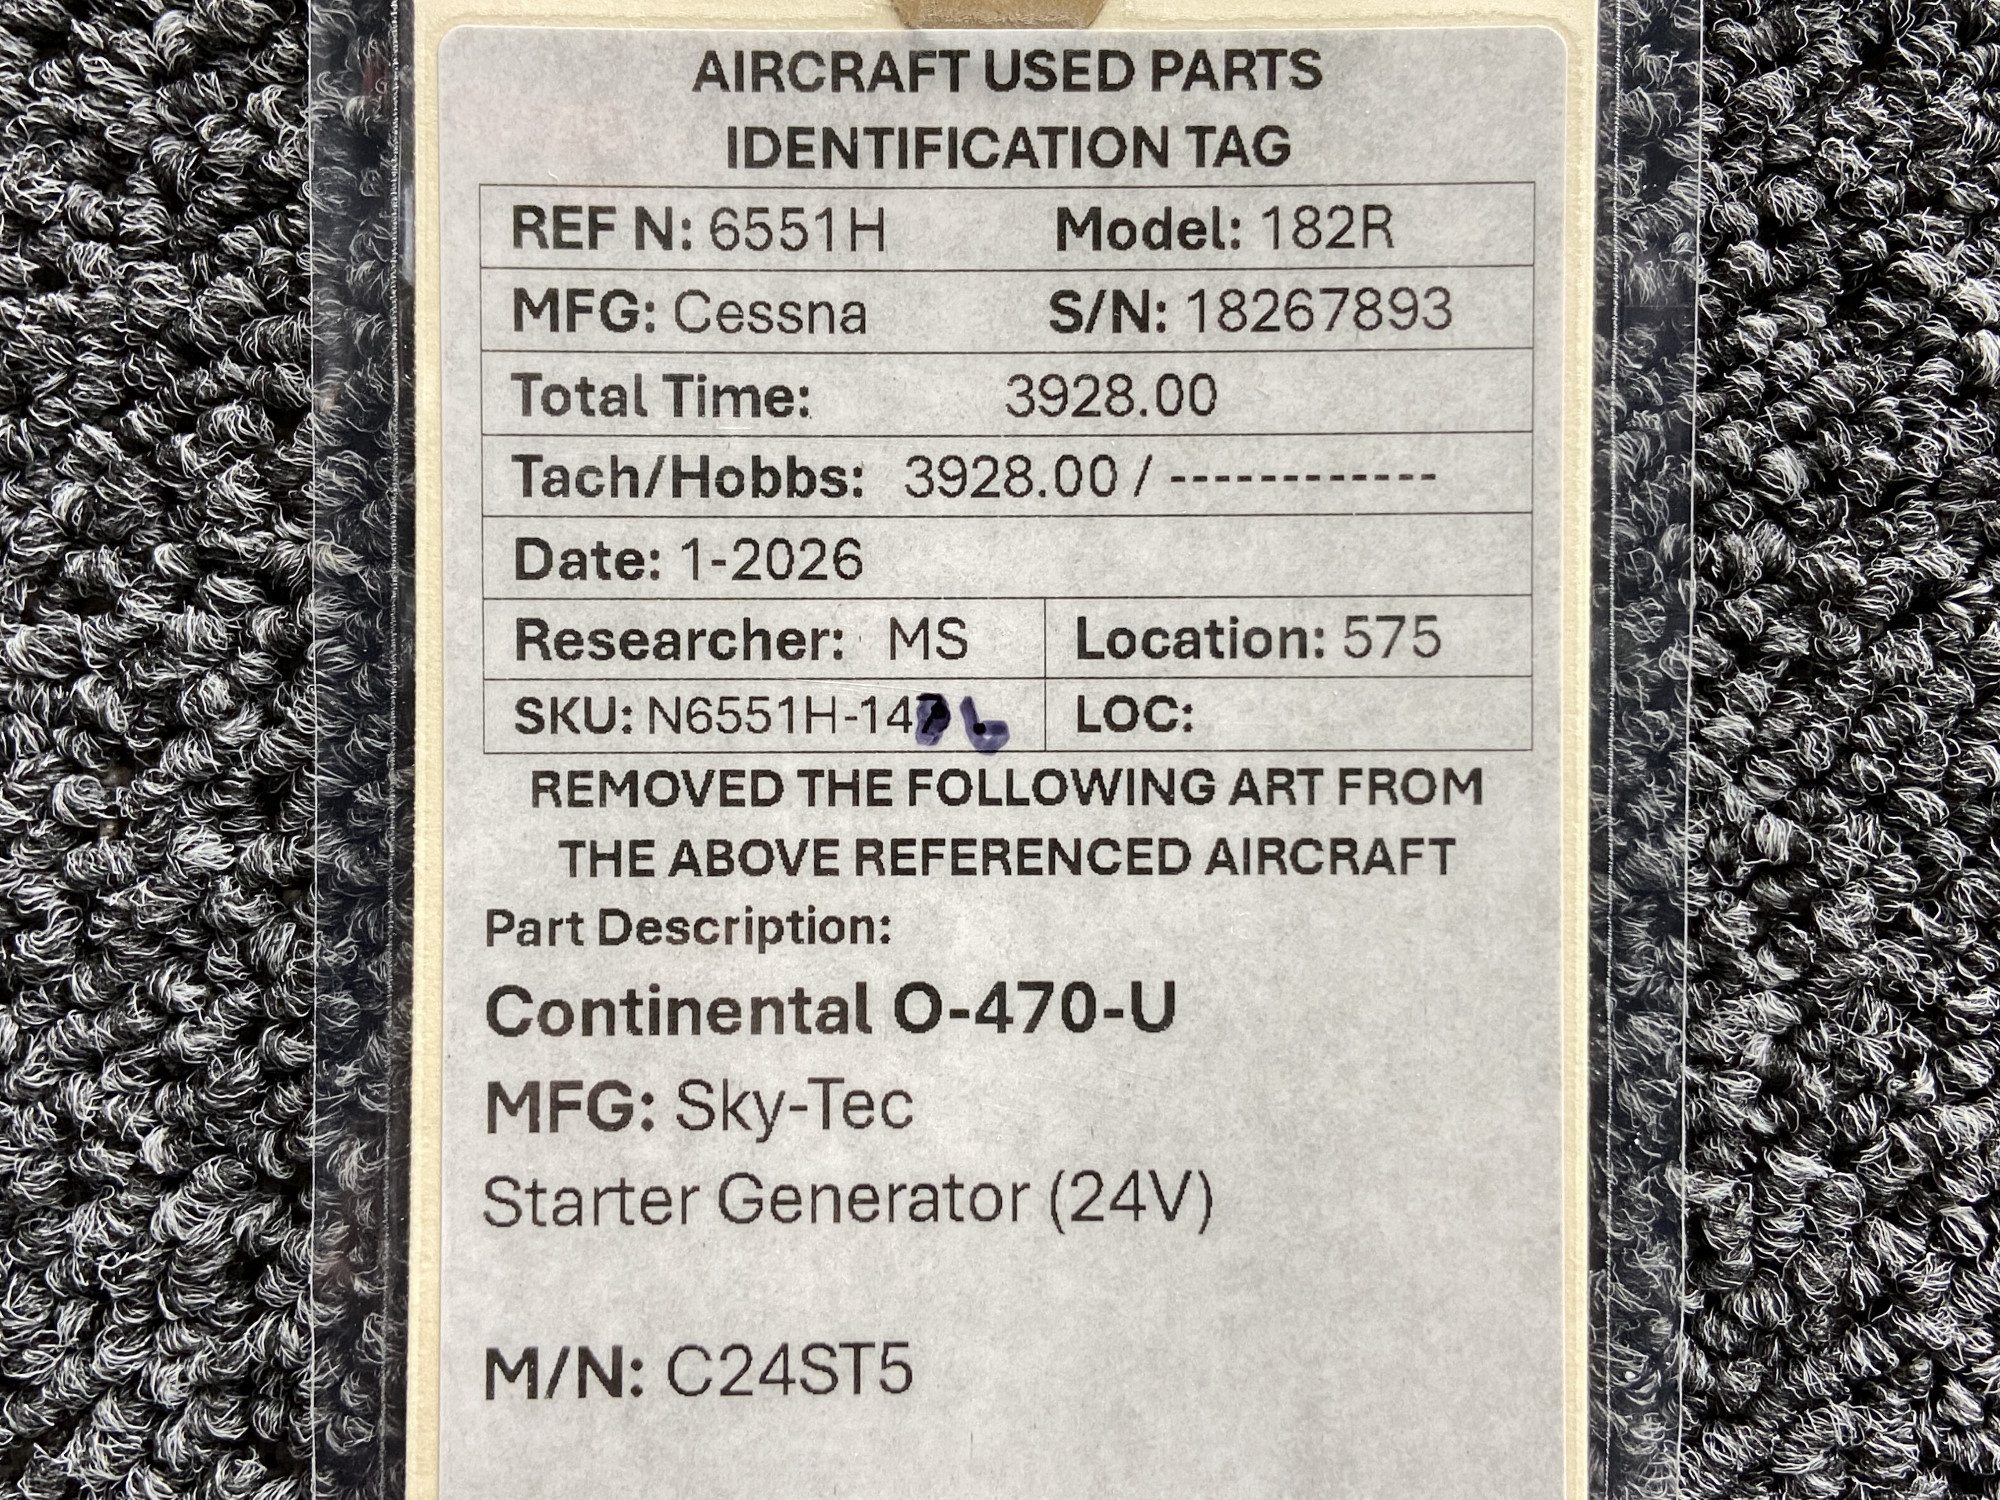 AIRCRAFT USED PARTS
IDENTIFICATION TAG
REF N: 6551H Model: 182R
MFG: Cessna S/N: 18267893
Total Time: 3928.00
Tach/Hobbs: 3928.00 / ------------
Date: 1-2026
Researcher: MS Location: 575
SKU: N6551H-14 6 LOC:
REMOVED THE FOLLOWING ART FROM
THE ABOVE REFERENCED AIRCRAFT
Part Description:
Continental O-470-U
MFG: Sky-Tec
Starter Generator (24V)
M/N: C24ST5